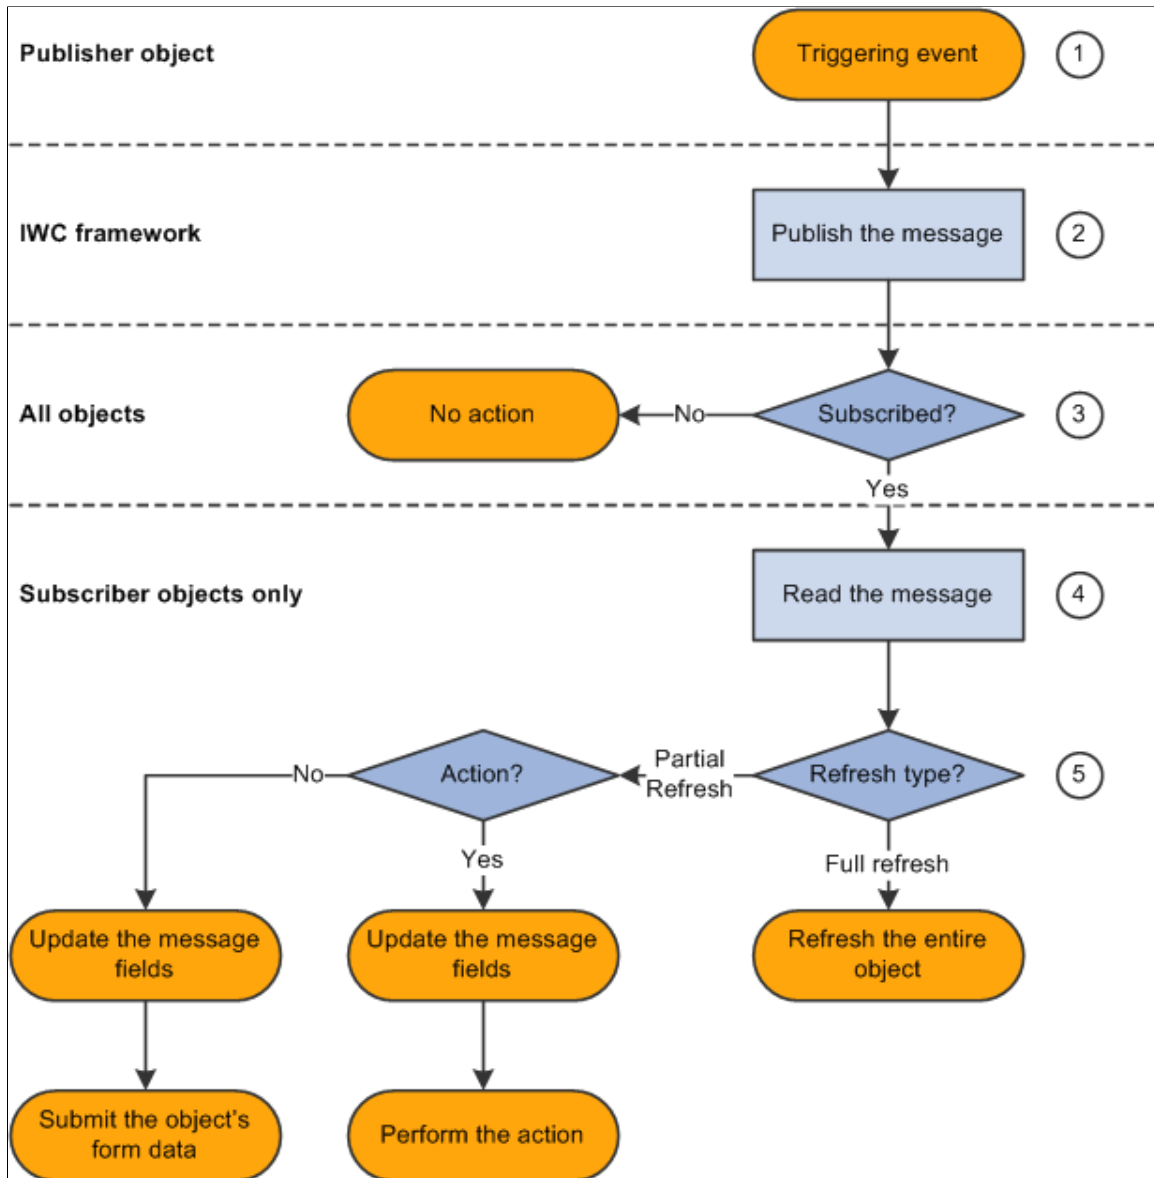 Publisher object
Triggering event
1
IWC framework
Publish the message
2
All objects
No action
No
Subscribed?
3
Yes
Subscriber objects only
Read the message
4
No
Action?
Partial
Refresh
Refresh type?
5
Yes
Full refresh
Update the message
fields
Update the message
fields
Refresh the entire
object
Submit the object's
form data
Perform the action